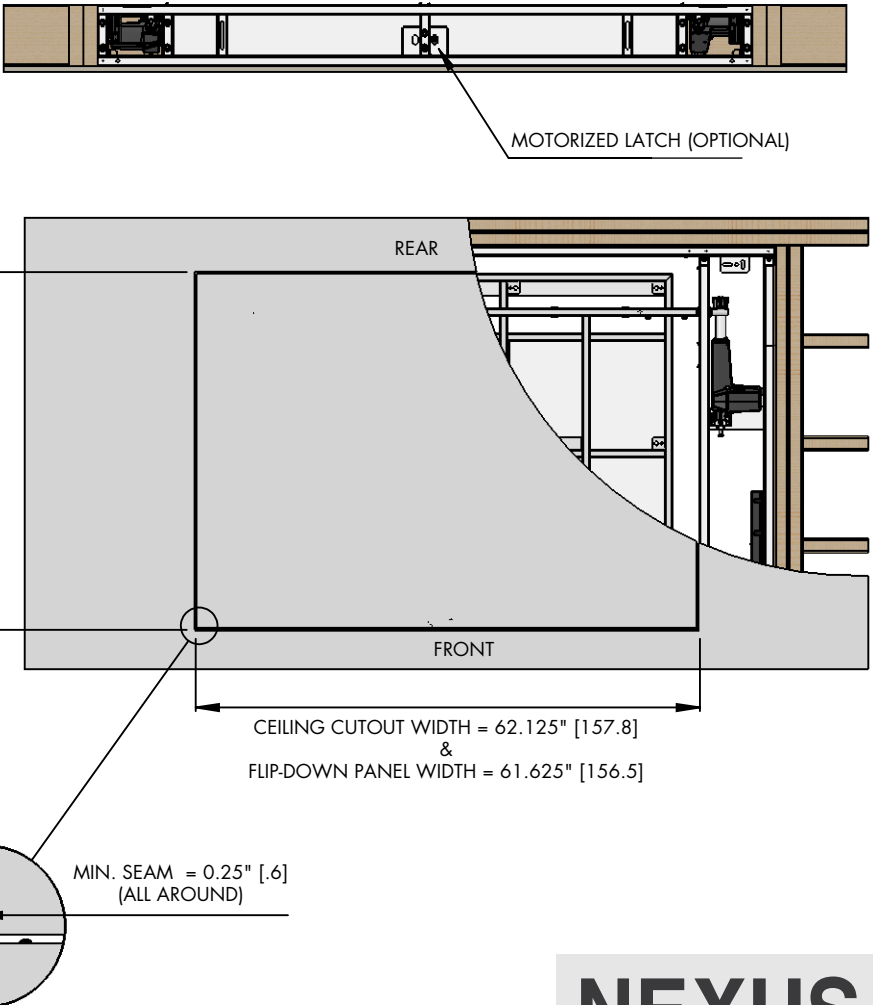 MOTORIZED LATCH (OPTIONAL)
REAR
FRONT
CEILING CUTOUT WIDTH = 62.125" [157.8]
&
FLIP-DOWN PANEL WIDTH = 61.625" [156.5]
MIN. SEAM = 0.25" [.6]
(ALL AROUND)
NEXUS